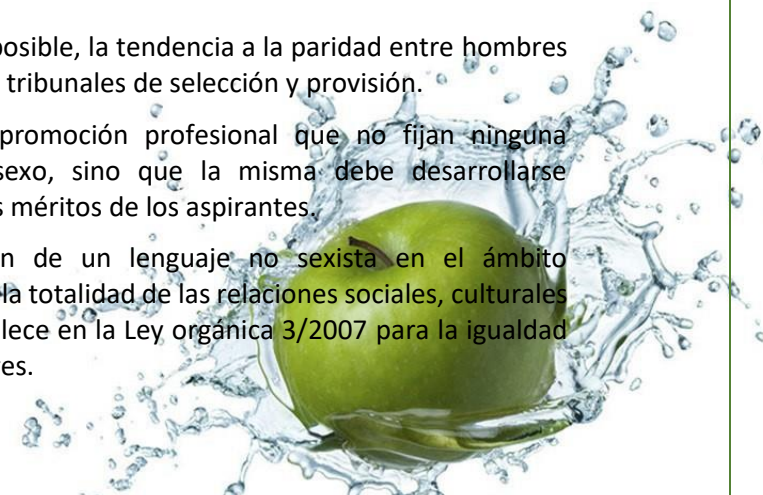 posible, la tendencia a la paridad entre hombres
tribunales de selección y provisión.
promoción profesional que no fijan ninguna
sexo, sino que la misma debe desarrollarse
s méritos de los aspirantes.
n de un lenguaje no sexista en el ámbito
la totalidad de las relaciones sociales, culturales
lece en la Ley orgánica 3/2007 para la igualdad
es.